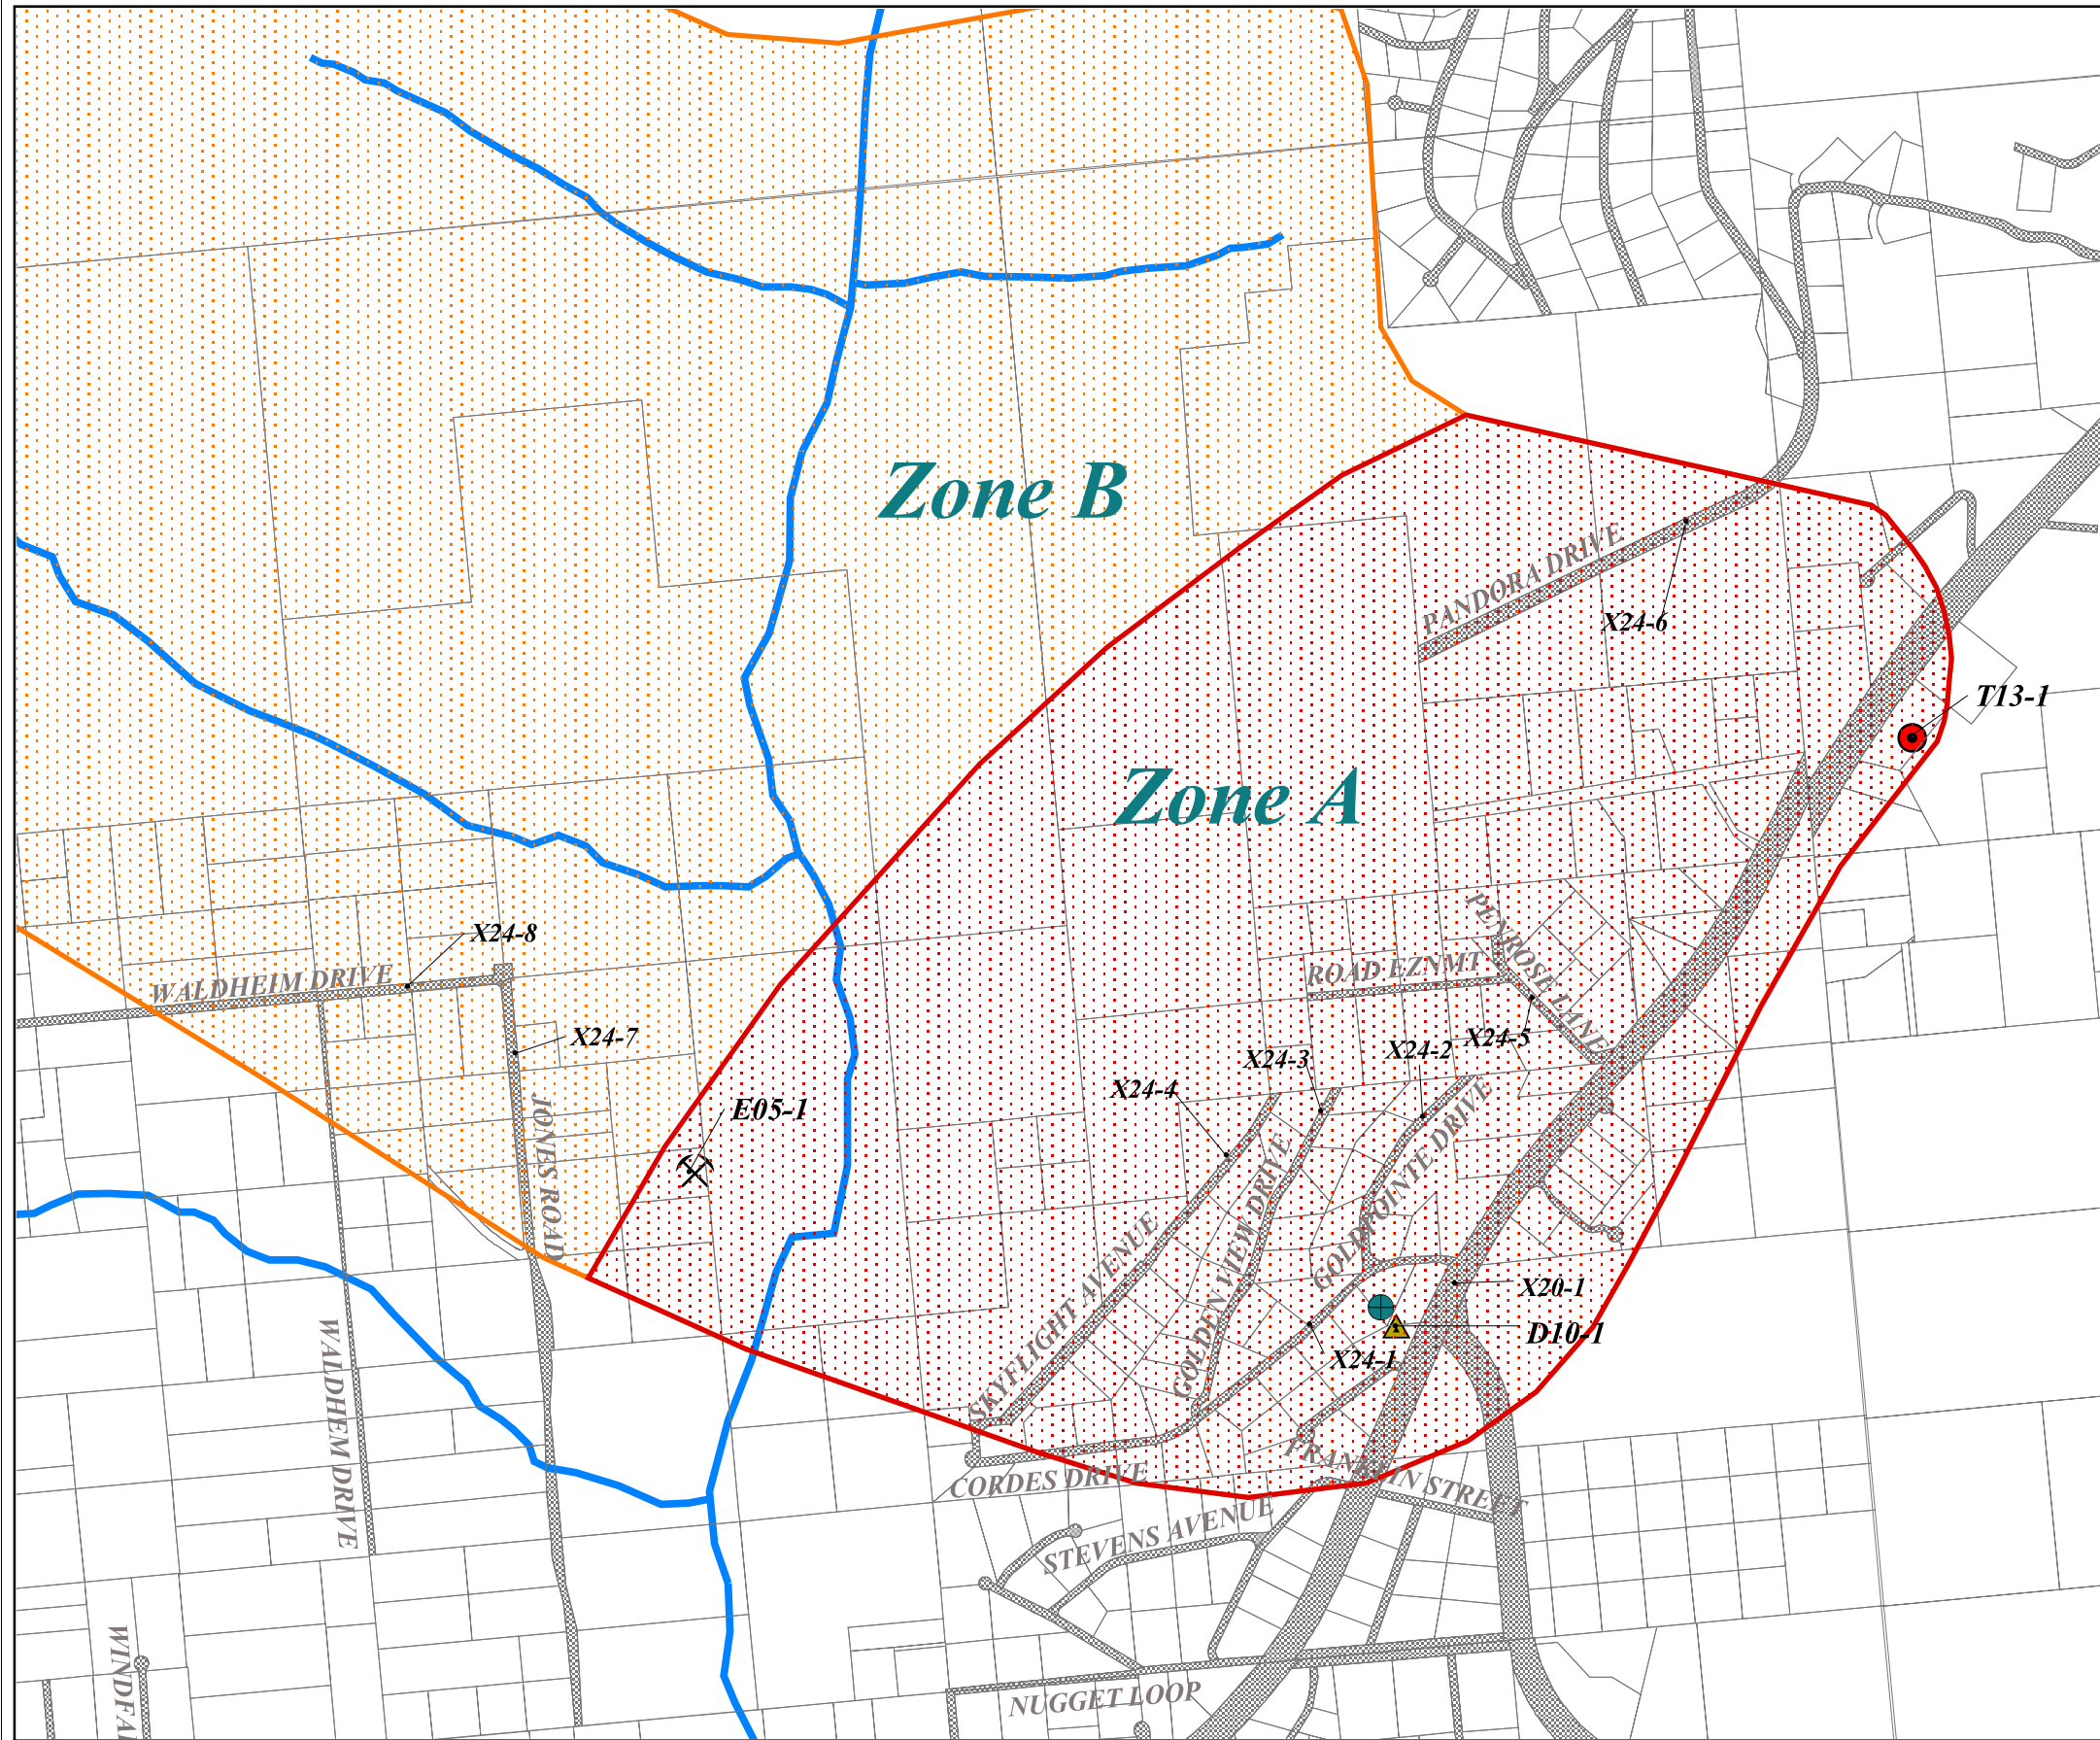 Zone B
PANDORA DRIVE
X24-6
T13-1
Zone A
X24-8
PENROSE LANE
WALDHEIM DRIVE
ROAD EZNMT
X24-7
X24-5
X24-2
X24-3
X24-4
E05-1
JONES ROAD
GOLDPOINTE DRIVE
GOLDEN VIEW DRIVE
SKYFLIGHT AVENUE
X20-1
D10-1
X24-1
WALDHEM DRIVE
FRANKLIN STREET
CORDES DRIVE
STEVENS AVENUE
WINDFAL
NUGGET LOOP